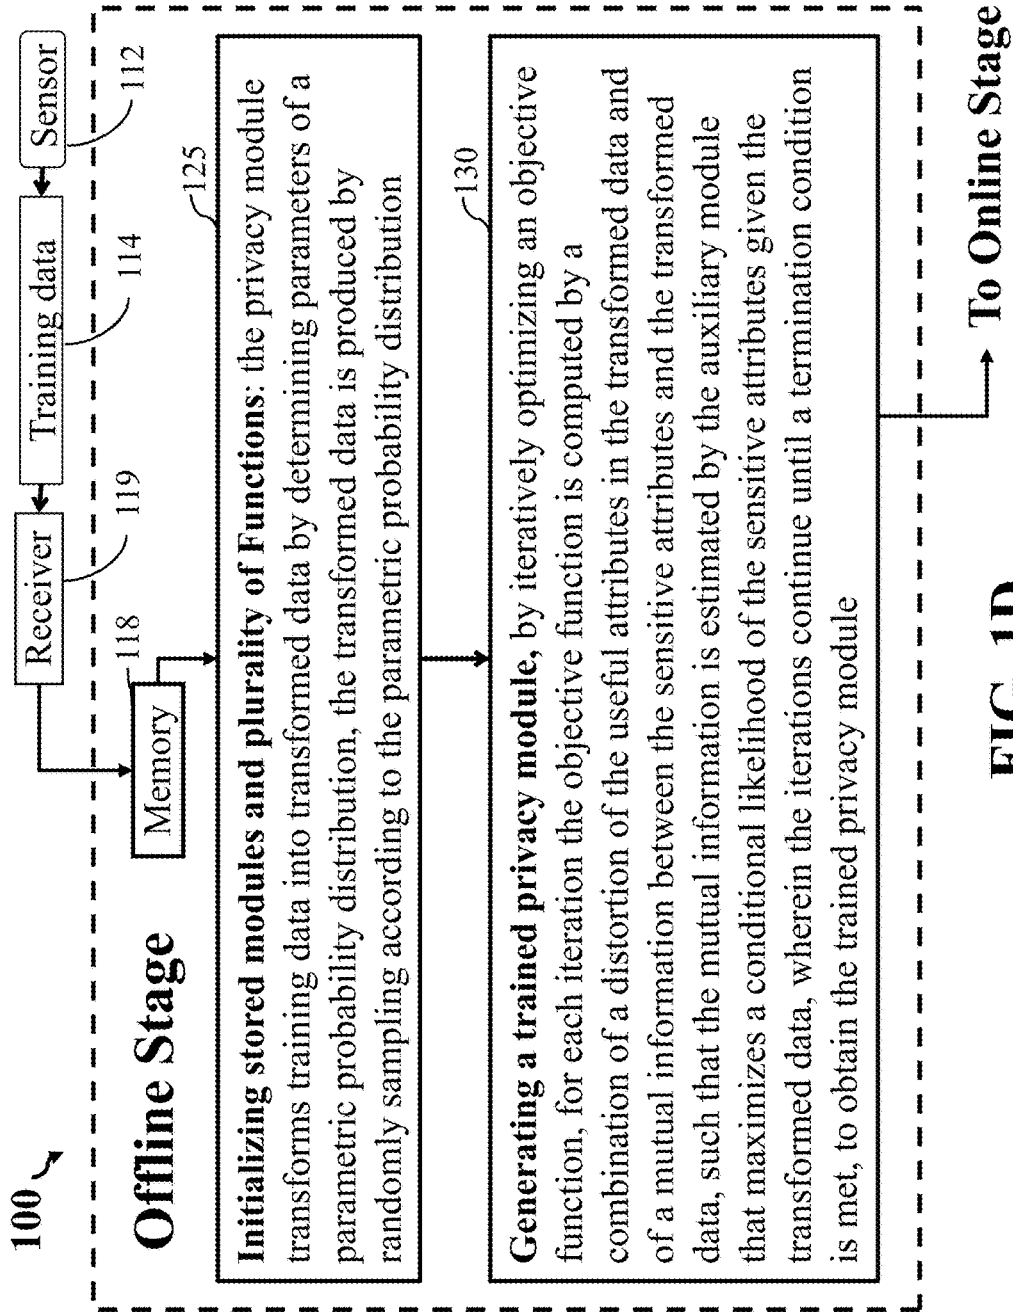 100
Sensor
112
Training data
114
Receiver
119
Offline Stage
Memory
118
125
Initializing stored modules and plurality of Functions: the privacy module
transforms training data into transformed data by determining parameters of a
parametric probability distribution, the transformed data is produced by
randomly sampling according to the parametric probability distribution
130
Generating a trained privacy module, by iteratively optimizing an objective
function, for each iteration the objective function is computed by a
combination of a distortion of the useful attributes in the transformed data and
of a mutual information between the sensitive attributes and the transformed
data, such that the mutual information is estimated by the auxiliary module
that maximizes a conditional likelihood of the sensitive attributes given the
transformed data, wherein the iterations continue until a termination condition
is met, to obtain the trained privacy module
To Online Stage
FIG. 1D